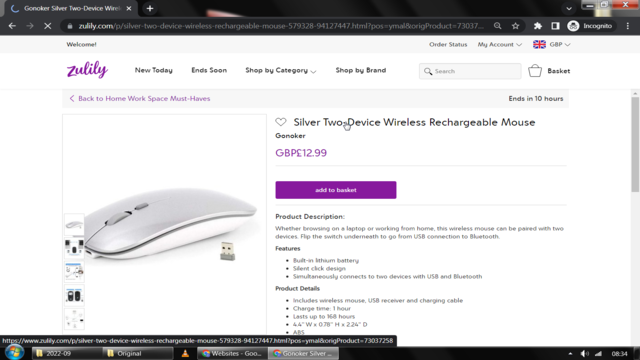 Gonoker Silver Two-Device Wirele
zulily.com/p/silver-two-device-wireless-rechargeable-mouse-579328-94127447.html?pos=ymal&origProduct=73037...
Incognito
Welcome!
Order Status
My Account
GBP
zulily
New Today
Ends Soon
Shop by Category
Shop by Brand
Search
Basket
Back to Home Work Space Must-Haves
Ends in 10 hours
Silver Two-Device Wireless Rechargeable Mouse
Gonoker
GBP£12.99
add to basket
Product Description:
Whether browsing on a laptop or working from home, this wireless mouse can be paired with two
devices. Flip the switch underneath to go from USB connection to Bluetooth.
Features
Built-in lithium battery
Silent click design
Simultaneously connects to two devices with USB and Bluetooth
Product Details
Includes wireless mouse, USB receiver and charging cable
Charge time: 1 hour
Lasts up to 168 hours
4.4'' W x 0.78'' H x 2.24'' D
ABS
https://www.zulily.com/p/silver-two-device-wireless-rechargeable-mouse-579328-94127447.html?pos=ymal&origProduct=73037258
2022-09
Original
Websites - Goo...
Gonoker Silver ...
08:34